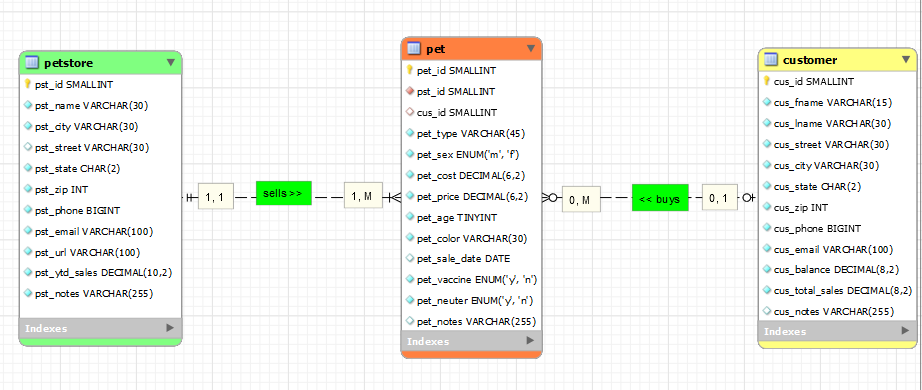 petstore
pst_id SMALLINT
pst_name VARCHAR(30)
pst_city VARCHAR(30)
pst_street VARCHAR(30)
pst_state CHAR(2)
pst_zip INT
pst_phone BIGINT
pst_email VARCHAR(100)
pst_url VARCHAR(100)
pst_ytd_sales DECIMAL(10,2)
pst_notes VARCHAR(255)
Indexes
1, 1
sells >>
1, M
pet
pet_id SMALLINT
pst_id SMALLINT
cus_id SMALLINT
pet_type VARCHAR(45)
pet_sex ENUM('m', 'f')
pet_cost DECIMAL(6,2)
pet_price DECIMAL(6,2)
pet_age TINYINT
pet_color VARCHAR(30)
pet_sale_date DATE
pet_vaccine ENUM('y', 'n')
pet_neuter ENUM('y', 'n')
pet_notes VARCHAR(255)
Indexes
0, M
<< buys
0, 1
customer
cus_id SMALLINT
cus_fname VARCHAR(15)
cus_lname VARCHAR(30)
cus_street VARCHAR(30)
cus_city VARCHAR(30)
cus_state CHAR(2)
cus_zip INT
cus_phone BIGINT
cus_email VARCHAR(100)
cus_balance DECIMAL(8,2)
cus_total_sales DECIMAL(8,2)
cus_notes VARCHAR(255)
Indexes